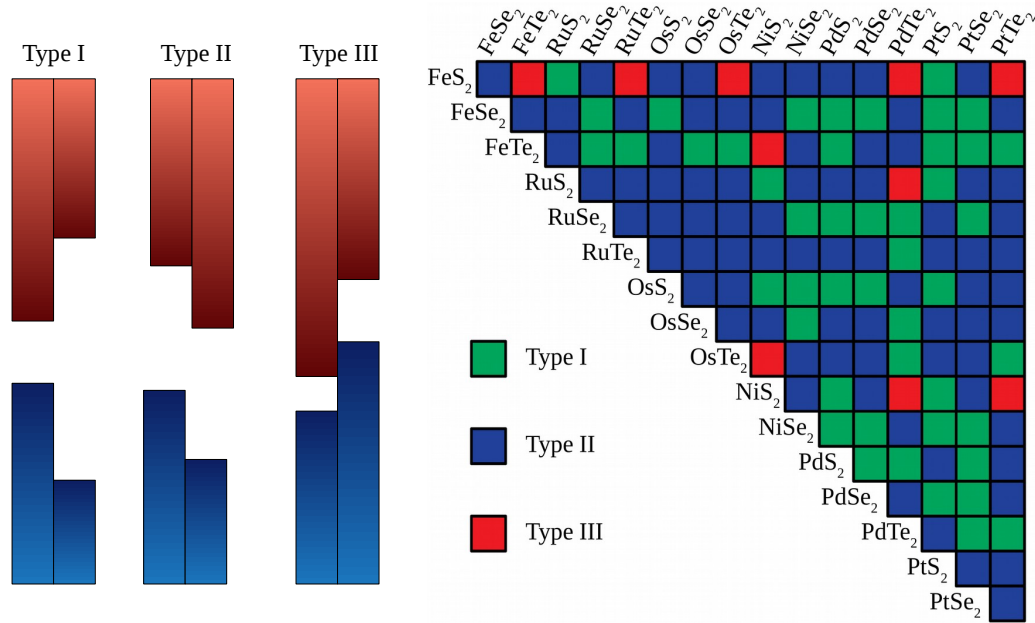 Type I
Type II
Type III
FeSe₂
FeTe₂
RuS₂
RuSe₂
RuTe₂
OsS₂
OsSe₂
OsTe₂
NiS₂
NiSe₂
PdS₂
PdSe₂
PdTe₂
PtS₂
PtSe₂
PtTe₂
FeS₂
FeSe₂
FeTe₂
RuS₂
RuSe₂
RuTe₂
OsS₂
OsSe₂
OsTe₂
NiS₂
NiSe₂
PdS₂
PdSe₂
PdTe₂
PtS₂
PtSe₂
Type I
Type II
Type III